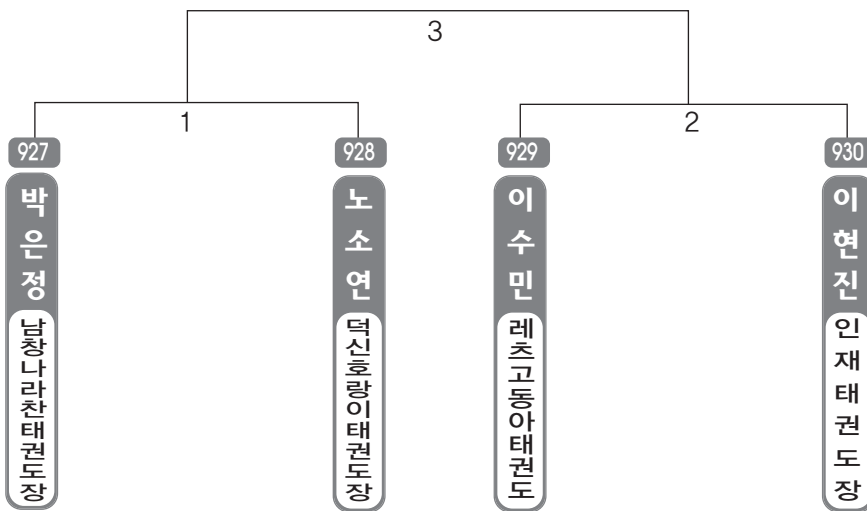 3
1
2
927
928
929
930
박은정
노소연
이수민
이현진
남창나라찬태권도장
덕신호랑이태권도장
레츠고동아태권도
인재태권도장